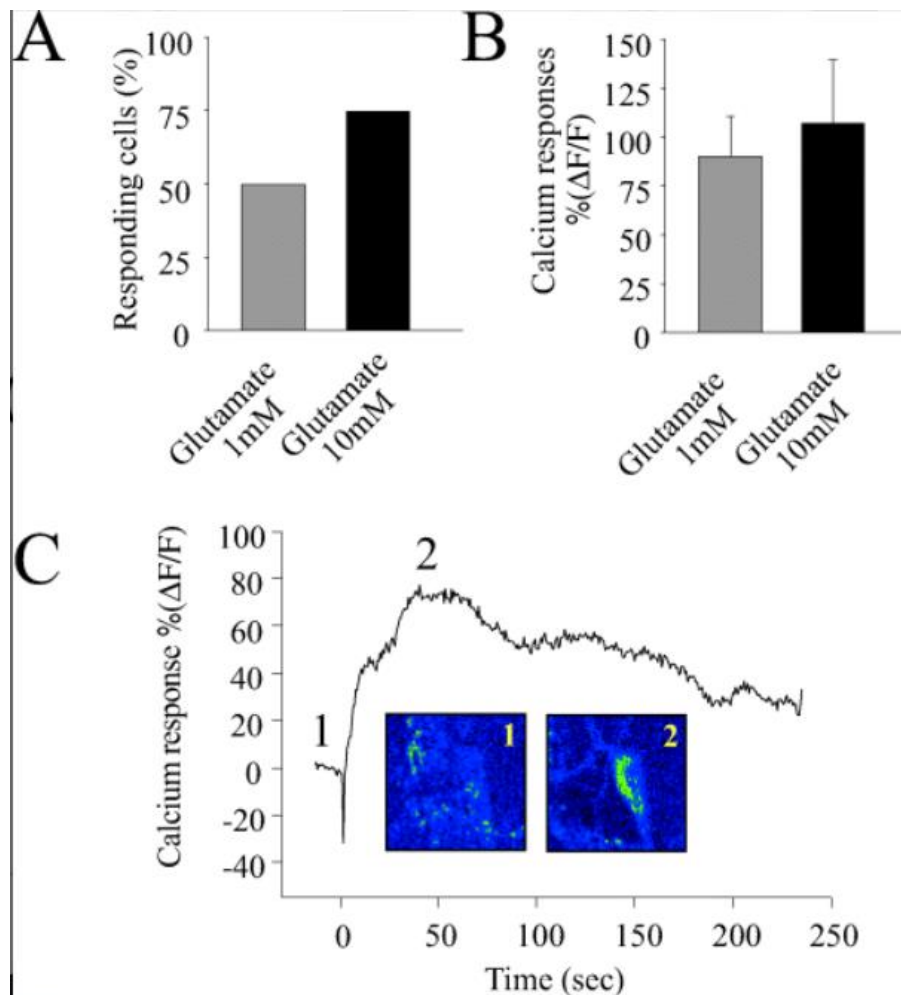 A
Responding cells (%)
100
75
50
25
0
Glutamate
1mM
Glutamate
10mM
B
Calcium responses
%(ΔF/F)
150
125
100
75
50
25
0
Glutamate
1mM
Glutamate
10mM
C
Calcium response %(ΔF/F)
100
80
60
40
20
0
-20
-40
1
2
1
2
0
50
100
150
200
250
Time (sec)